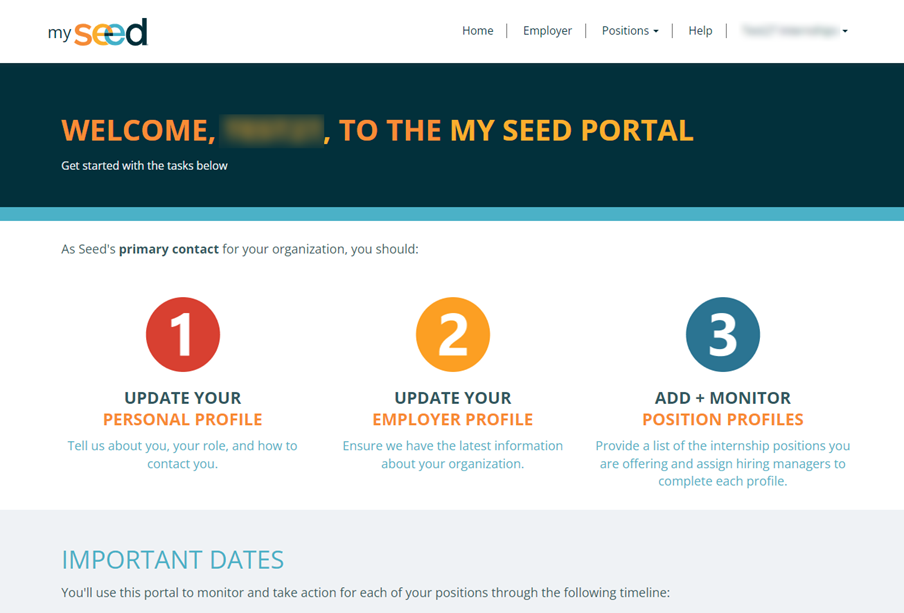 my seed
Home Employer Positions Help
WELCOME, , TO THE MY SEED PORTAL
Get started with the tasks below
As Seed's primary contact for your organization, you should:
1 2 3
UPDATE YOUR
PERSONAL PROFILE
Tell us about you, your role, and how to
contact you.
UPDATE YOUR
EMPLOYER PROFILE
Ensure we have the latest information
about your organization.
ADD + MONITOR
POSITION PROFILES
Provide a list of the internship positions you
are offering and assign hiring managers to
complete each profile.
IMPORTANT DATES
You'll use this portal to monitor and take action for each of your positions through the following timeline: